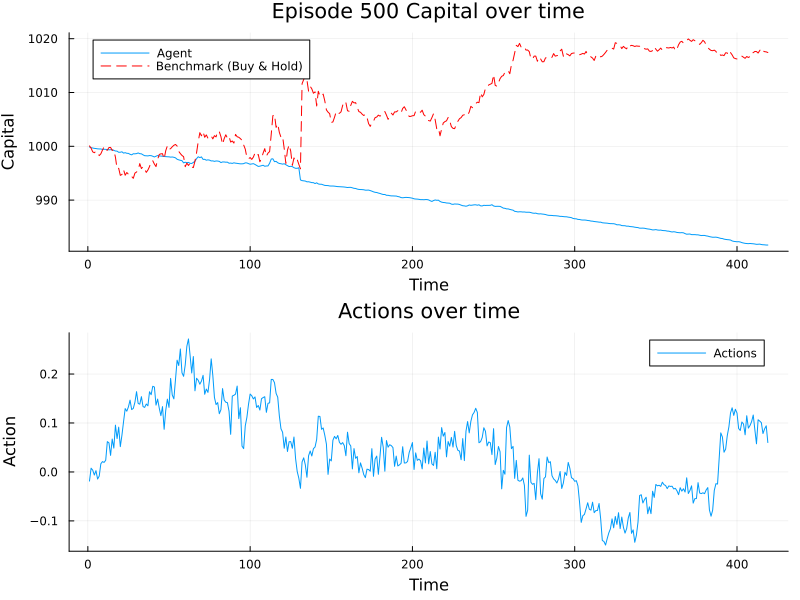 Episode 500 Capital over time
1020
1010
1000
990
Capital
Agent
Benchmark (Buy & Hold)
0
100
200
300
400
Time
Actions over time
0.2
0.1
0.0
−0.1
Action
Actions
0
100
200
300
400
Time